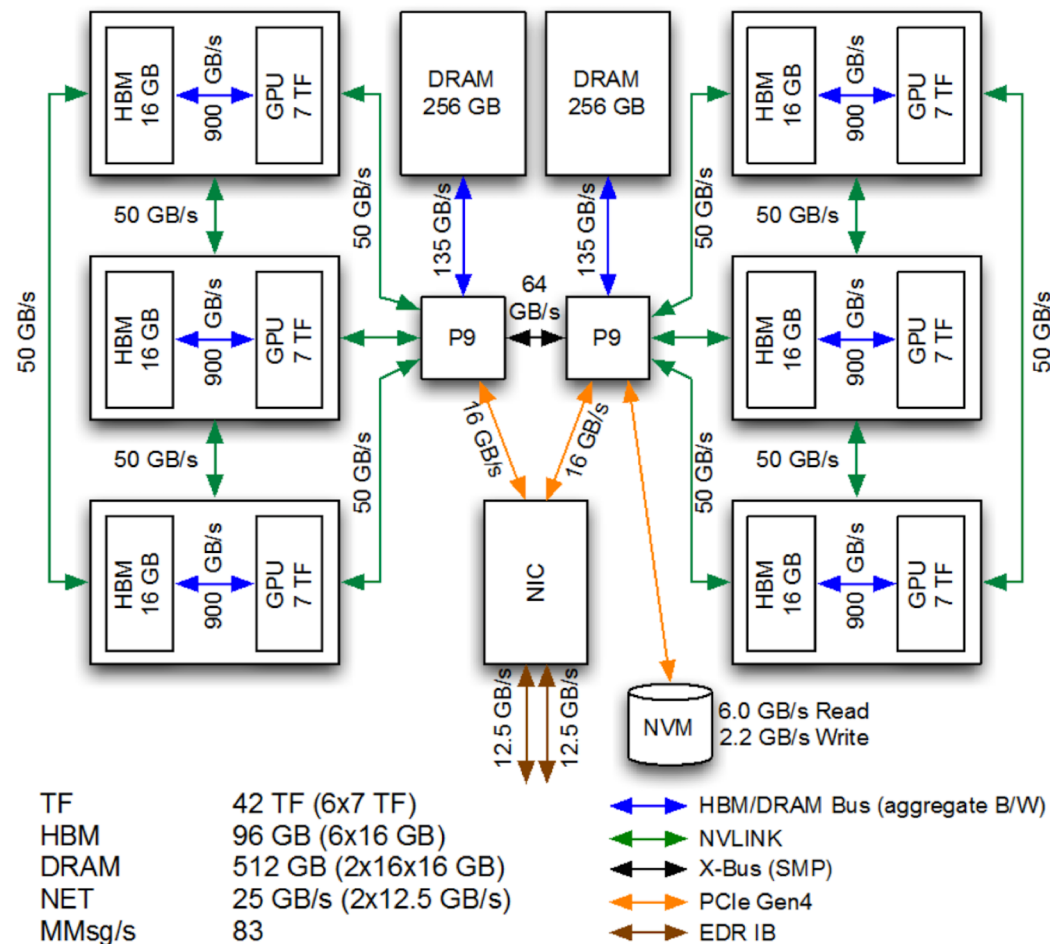 HBM
16 GB
900 GB/s
GPU
7 TF
DRAM
256 GB
DRAM
256 GB
HBM
16 GB
900 GB/s
GPU
7 TF
50 GB/s
50 GB/s
135 GB/s
135 GB/s
50 GB/s
50 GB/s
50 GB/s
HBM
16 GB
900 GB/s
GPU
7 TF
P9
64
GB/s
P9
HBM
16 GB
900 GB/s
GPU
7 TF
50 GB/s
50 GB/s
50 GB/s
16 GB/s
16 GB/s
50 GB/s
50 GB/s
HBM
16 GB
900 GB/s
GPU
7 TF
NIC
HBM
16 GB
900 GB/s
GPU
7 TF
12.5 GB/s
12.5 GB/s
NVM
6.0 GB/s Read
2.2 GB/s Write
TF 42 TF (6x7 TF)
HBM 96 GB (6x16 GB)
DRAM 512 GB (2x16x16 GB)
NET 25 GB/s (2x12.5 GB/s)
MMsg/s 83
HBM/DRAM Bus (aggregate B/W)
NVLINK
X-Bus (SMP)
PCIe Gen4
EDR IB